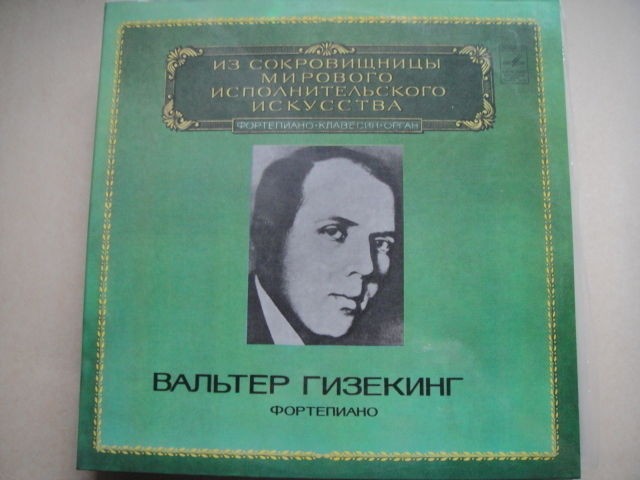 ИЗ СОКРОВИЩНИЦЫ
МИРОВОГО
ИСПОЛНИТЕЛЬСКОГО
ИСКУССТВА
ФОРТЕПИАНО•КЛАВЕСИН•ОРГАН
ВАЛЬТЕР ГИЗЕКИНГ
ФОРТЕПИАНО